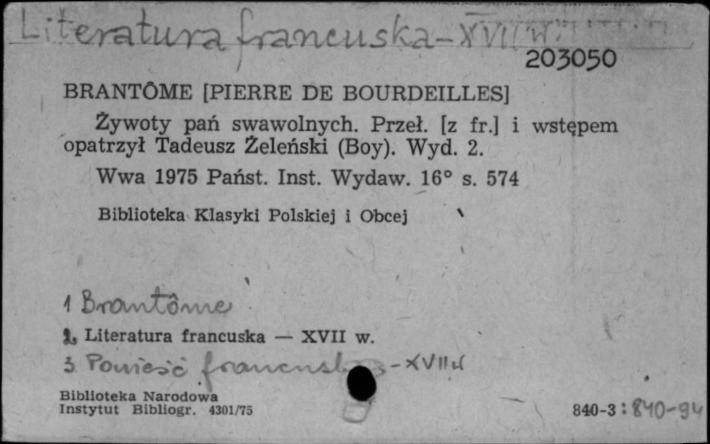 Literatura francuska – XVII w.
203050
BRANTÔME [PIERRE DE BOURDEILLES]
Żywoty pań swawolnych. Przeł. [z fr.] i wstępem
opatrzył Tadeusz Żeleński (Boy). Wyd. 2.
Wwa 1975 Państ. Inst. Wydaw. 16° s. 574
Biblioteka Klasyki Polskiej i Obcej
1 Brantôme
2. Literatura francuska — XVII w.
3 Powieść francuska - XVII w
Biblioteka Narodowa
Instytut Bibliogr. 4301/75
840-3:840-94